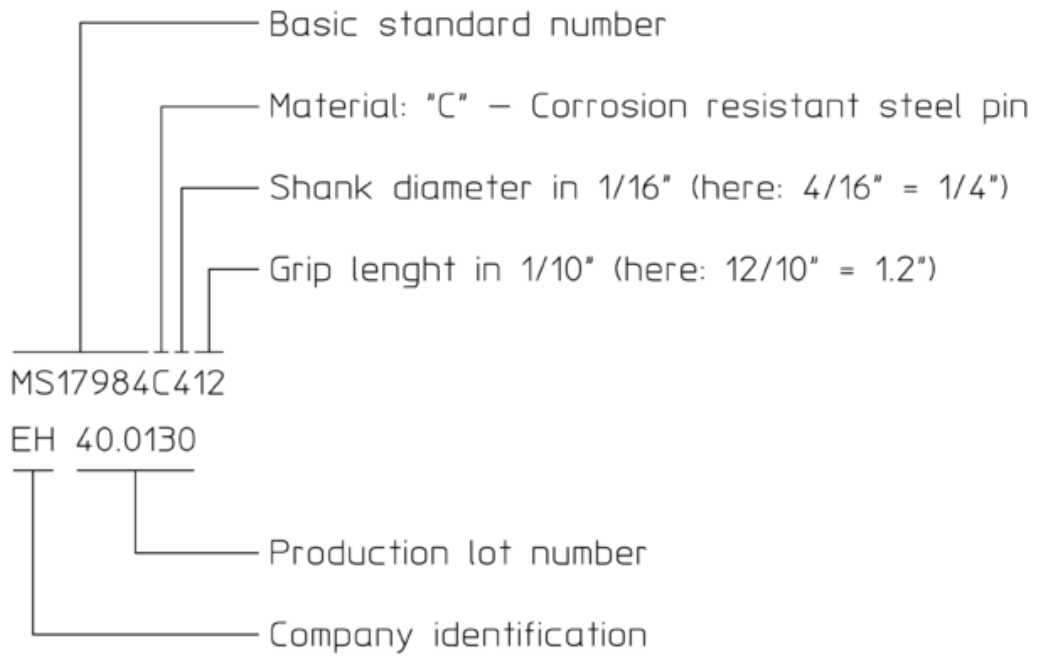 Basic standard number
Material: "C" – Corrosion resistant steel pin
Shank diameter in 1/16" (here: 4/16" = 1/4")
Grip lenght in 1/10" (here: 12/10" = 1.2")
MS17984C412
EH 40.0130
Production lot number
Company identification